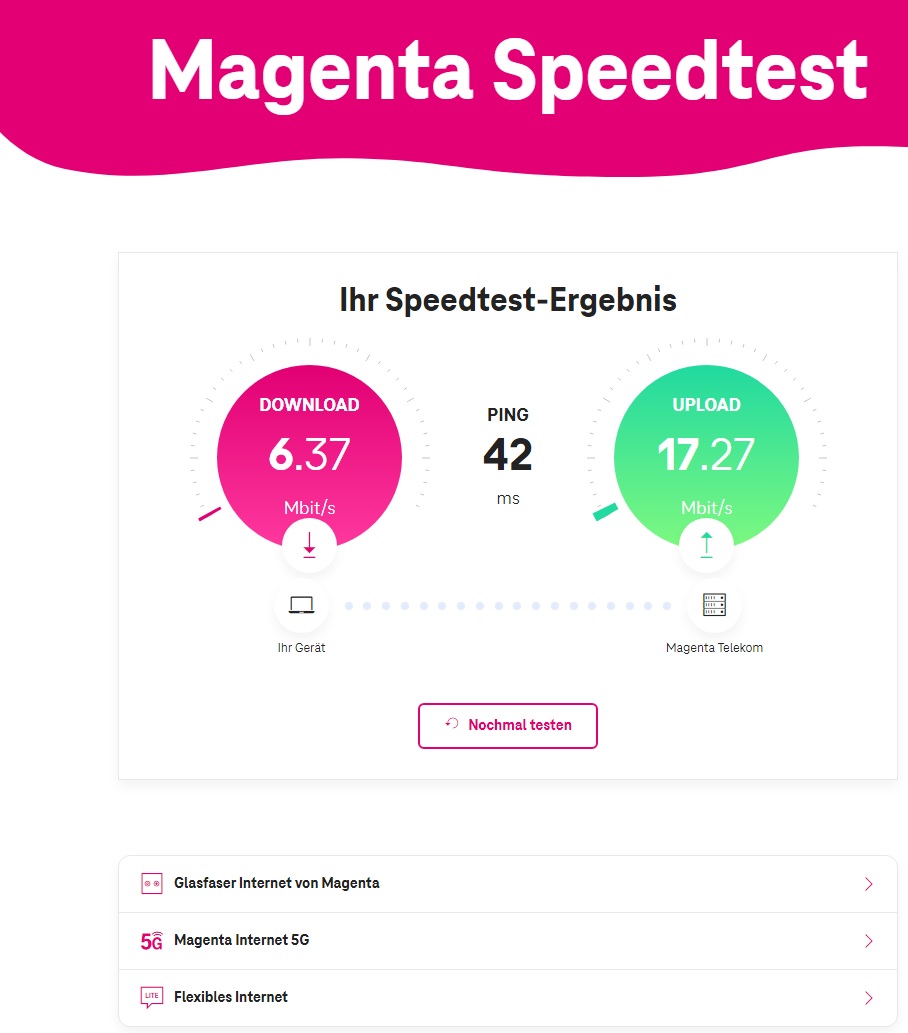 Magenta Speedtest
Ihr Speedtest-Ergebnis
DOWNLOAD
6.37
Mbit/s
PING
42
ms
UPLOAD
17.27
Mbit/s
Ihr Gerät
Magenta Telekom
Nochmal testen
Glasfaser Internet von Magenta
5G Magenta Internet 5G
LITE Flexibles Internet